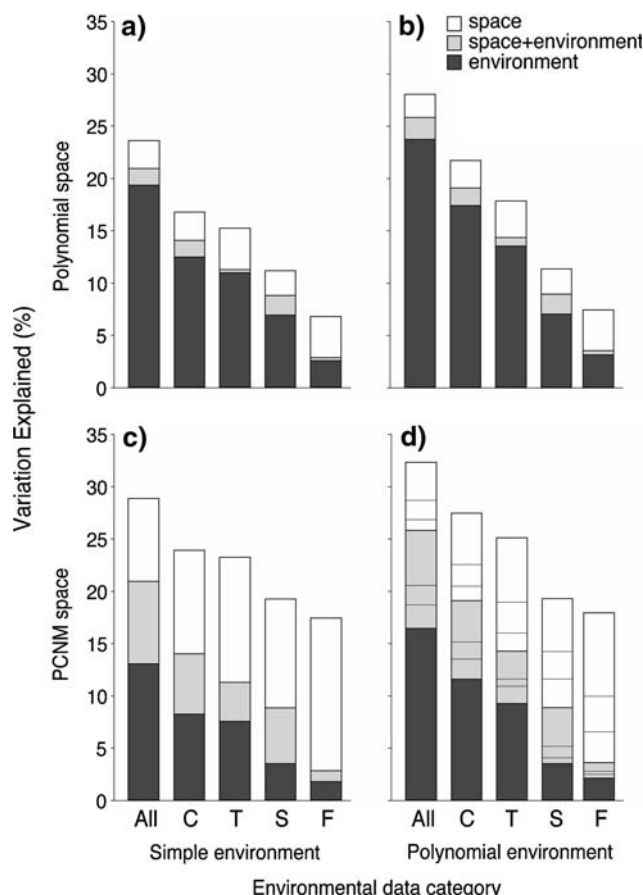 a)
b)
space
space+environment
environment
35
30
25
20
15
10
5
0
Polynomial space
Variation Explained (%)
c)
d)
35
30
25
20
15
10
5
0
PCNM space
All C T S F
All C T S F
Simple environment
Polynomial environment
Environmental data category